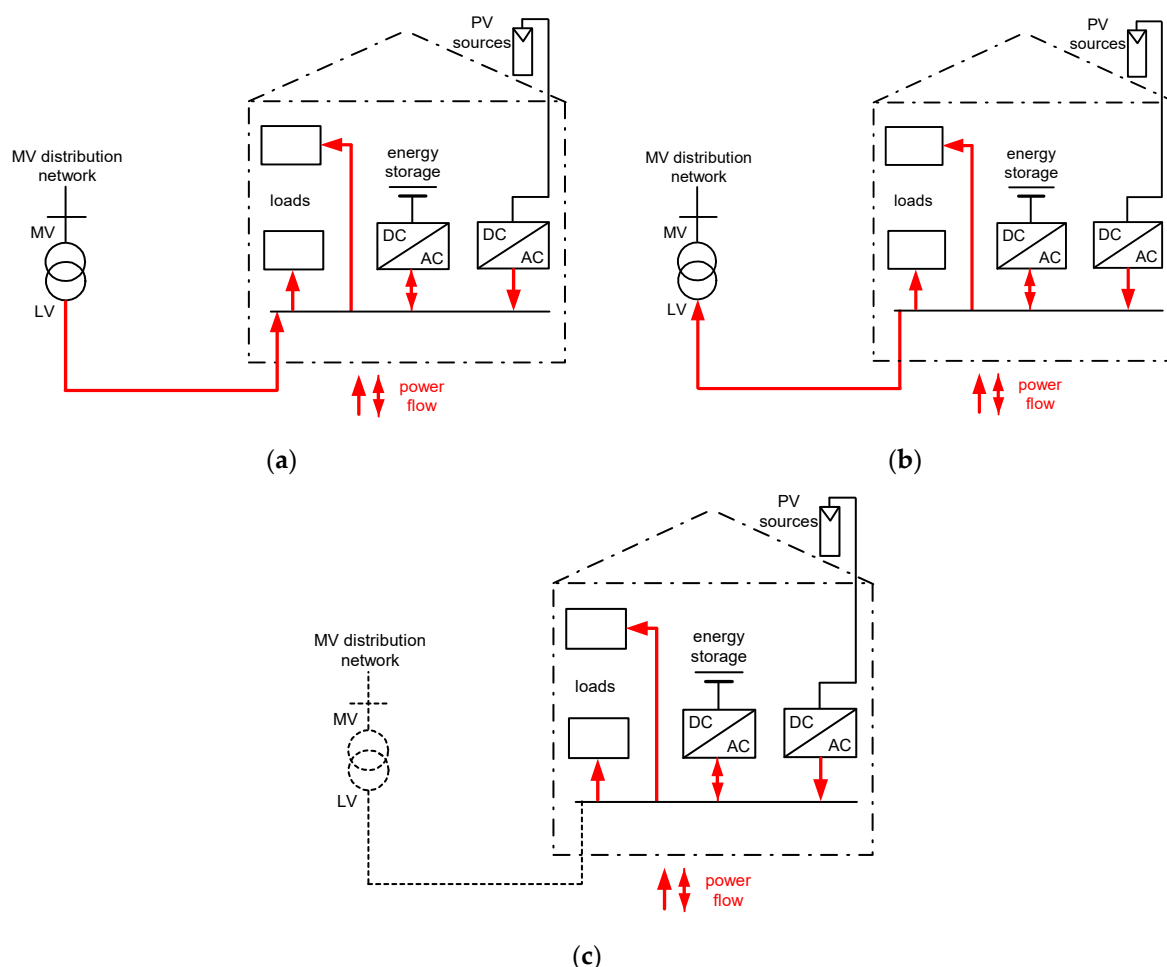 PV
sources
MV distribution
network
energy
storage
loads
MV
DC
AC
DC
AC
LV
power
flow
(a)
PV
sources
MV distribution
network
energy
storage
loads
MV
DC
AC
DC
AC
LV
power
flow
(b)
PV
sources
MV distribution
network
energy
storage
loads
MV
DC
AC
DC
AC
LV
power
flow
(c)